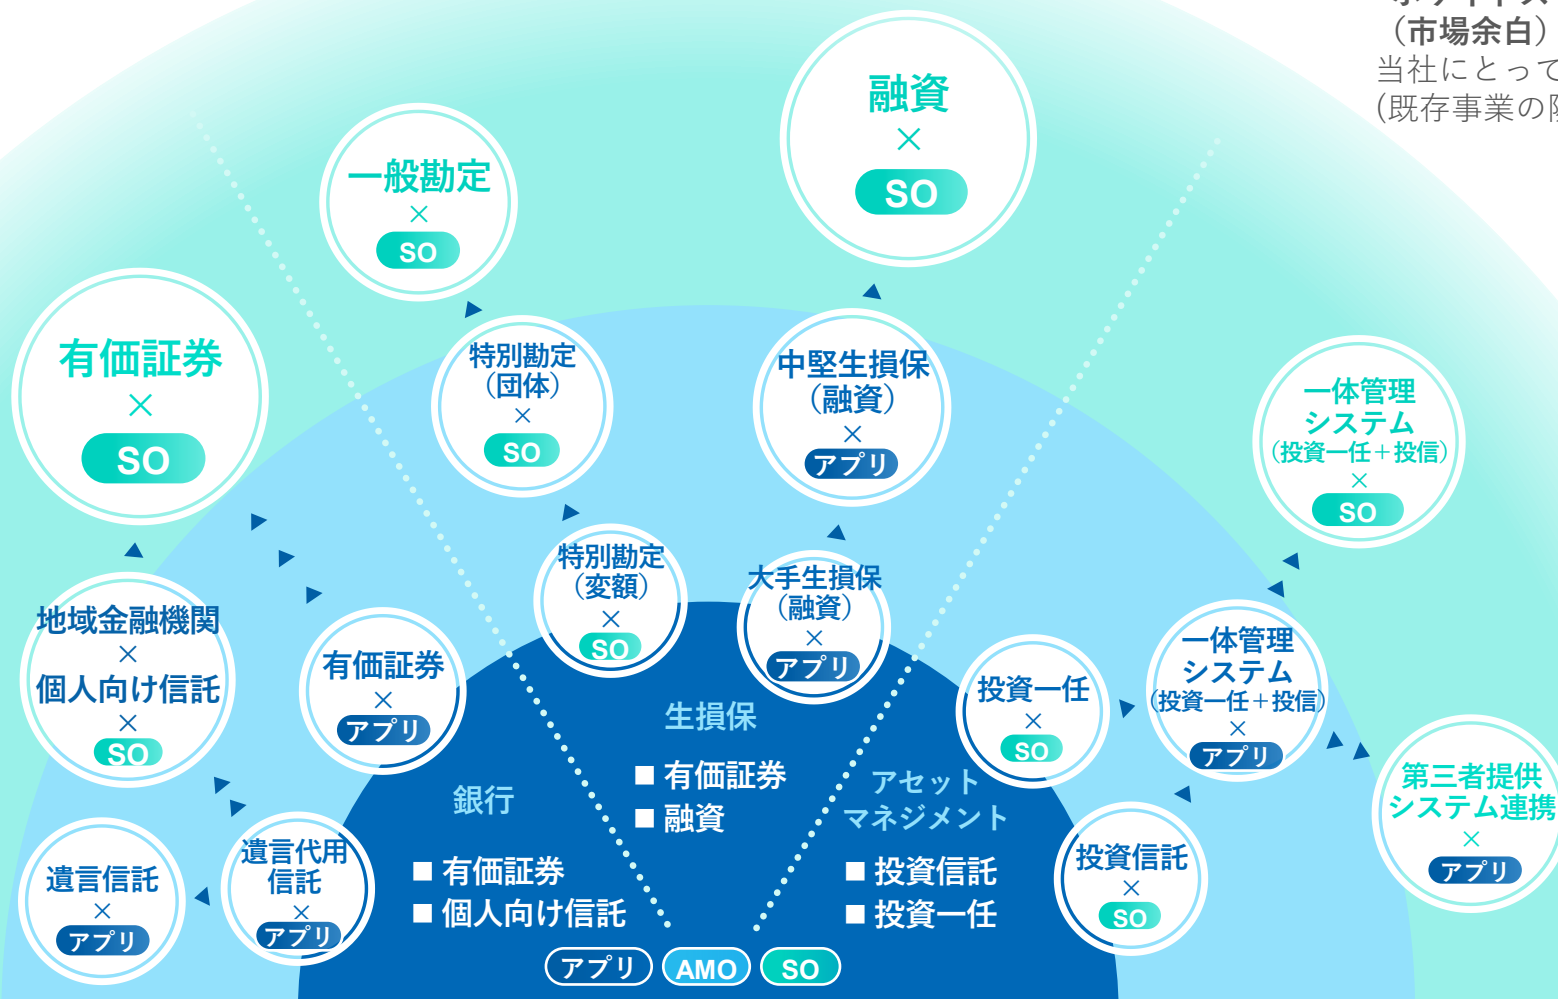 （市場余白）
当社にとって
(既存事業の
融資
×
SO
一般勘定
×
SO
有価証券
×
SO
特別勘定
（団体）
×
SO
中堅生損保
（融資）
×
アプリ
一体管理
システム
（投資一任＋投信）
×
SO
特別勘定
（変額）
×
SO
大手生損保
（融資）
×
アプリ
地域金融機関
×
個人向け信託
×
SO
有価証券
×
アプリ
投資一任
×
SO
一体管理
システム
（投資一任＋投信）
×
アプリ
遺言信託
×
アプリ
遺言代用
信託
×
アプリ
投資信託
×
SO
第三者提供
システム連携
×
アプリ
銀行
■ 有価証券
■ 個人向け信託
生損保
■ 有価証券
■ 融資
アセット
マネジメント
■ 投資信託
■ 投資一任
アプリ AMO SO